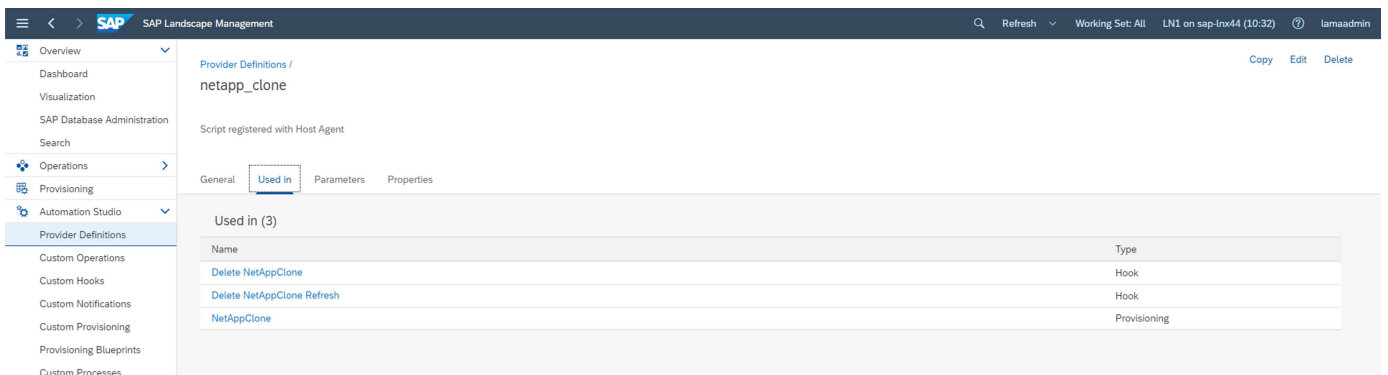 SAP SAP Landscape Management Refresh Working Set: All LN1 on sap-lnx44 (10:32) lamaadmin
Overview
Dashboard
Visualization
SAP Database Administration
Search
Operations
Provisioning
Automation Studio
Provider Definitions
Custom Operations
Custom Hooks
Custom Notifications
Custom Provisioning
Provisioning Blueprints
Custom Processes
Provider Definitions /
Copy Edit Delete
netapp_clone
Script registered with Host Agent
General Used in Parameters Properties
Used in (3)
Name Type
Delete NetAppClone Hook
Delete NetAppClone Refresh Hook
NetAppClone Provisioning